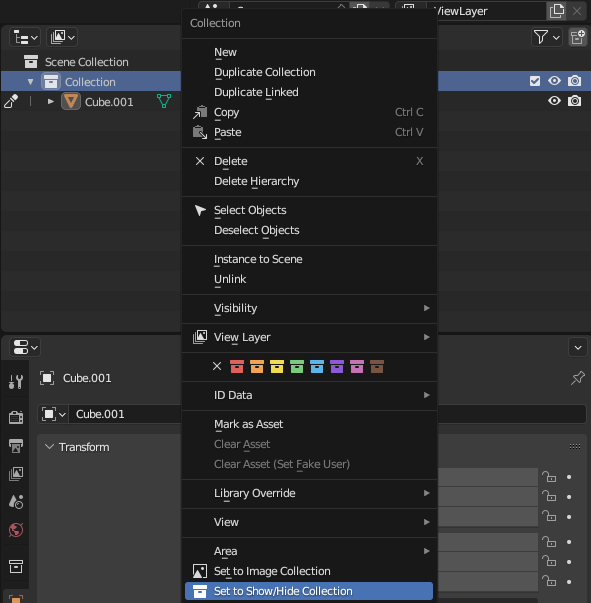 Collection
ViewLayer
Scene Collection
Collection
Cube.001
New
Duplicate Collection
Duplicate Linked
Copy Ctrl C
Paste Ctrl V
Delete X
Delete Hierarchy
Select Objects
Deselect Objects
Instance to Scene
Unlink
Visibility
View Layer
ID Data
Mark as Asset
Clear Asset
Clear Asset (Set Fake User)
Library Override
View
Area
Set to Image Collection
Set to Show/Hide Collection
Cube.001
Cube.001
Transform